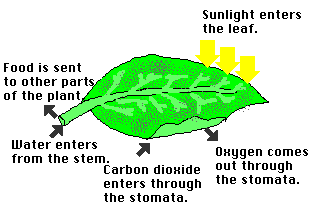 Sunlight enters
the leaf.
Food is sent
to other parts
of the plant.
Water enters
from the stem.
Carbon dioxide
enters through
the stomata.
Oxygen comes
out through
the stomata.